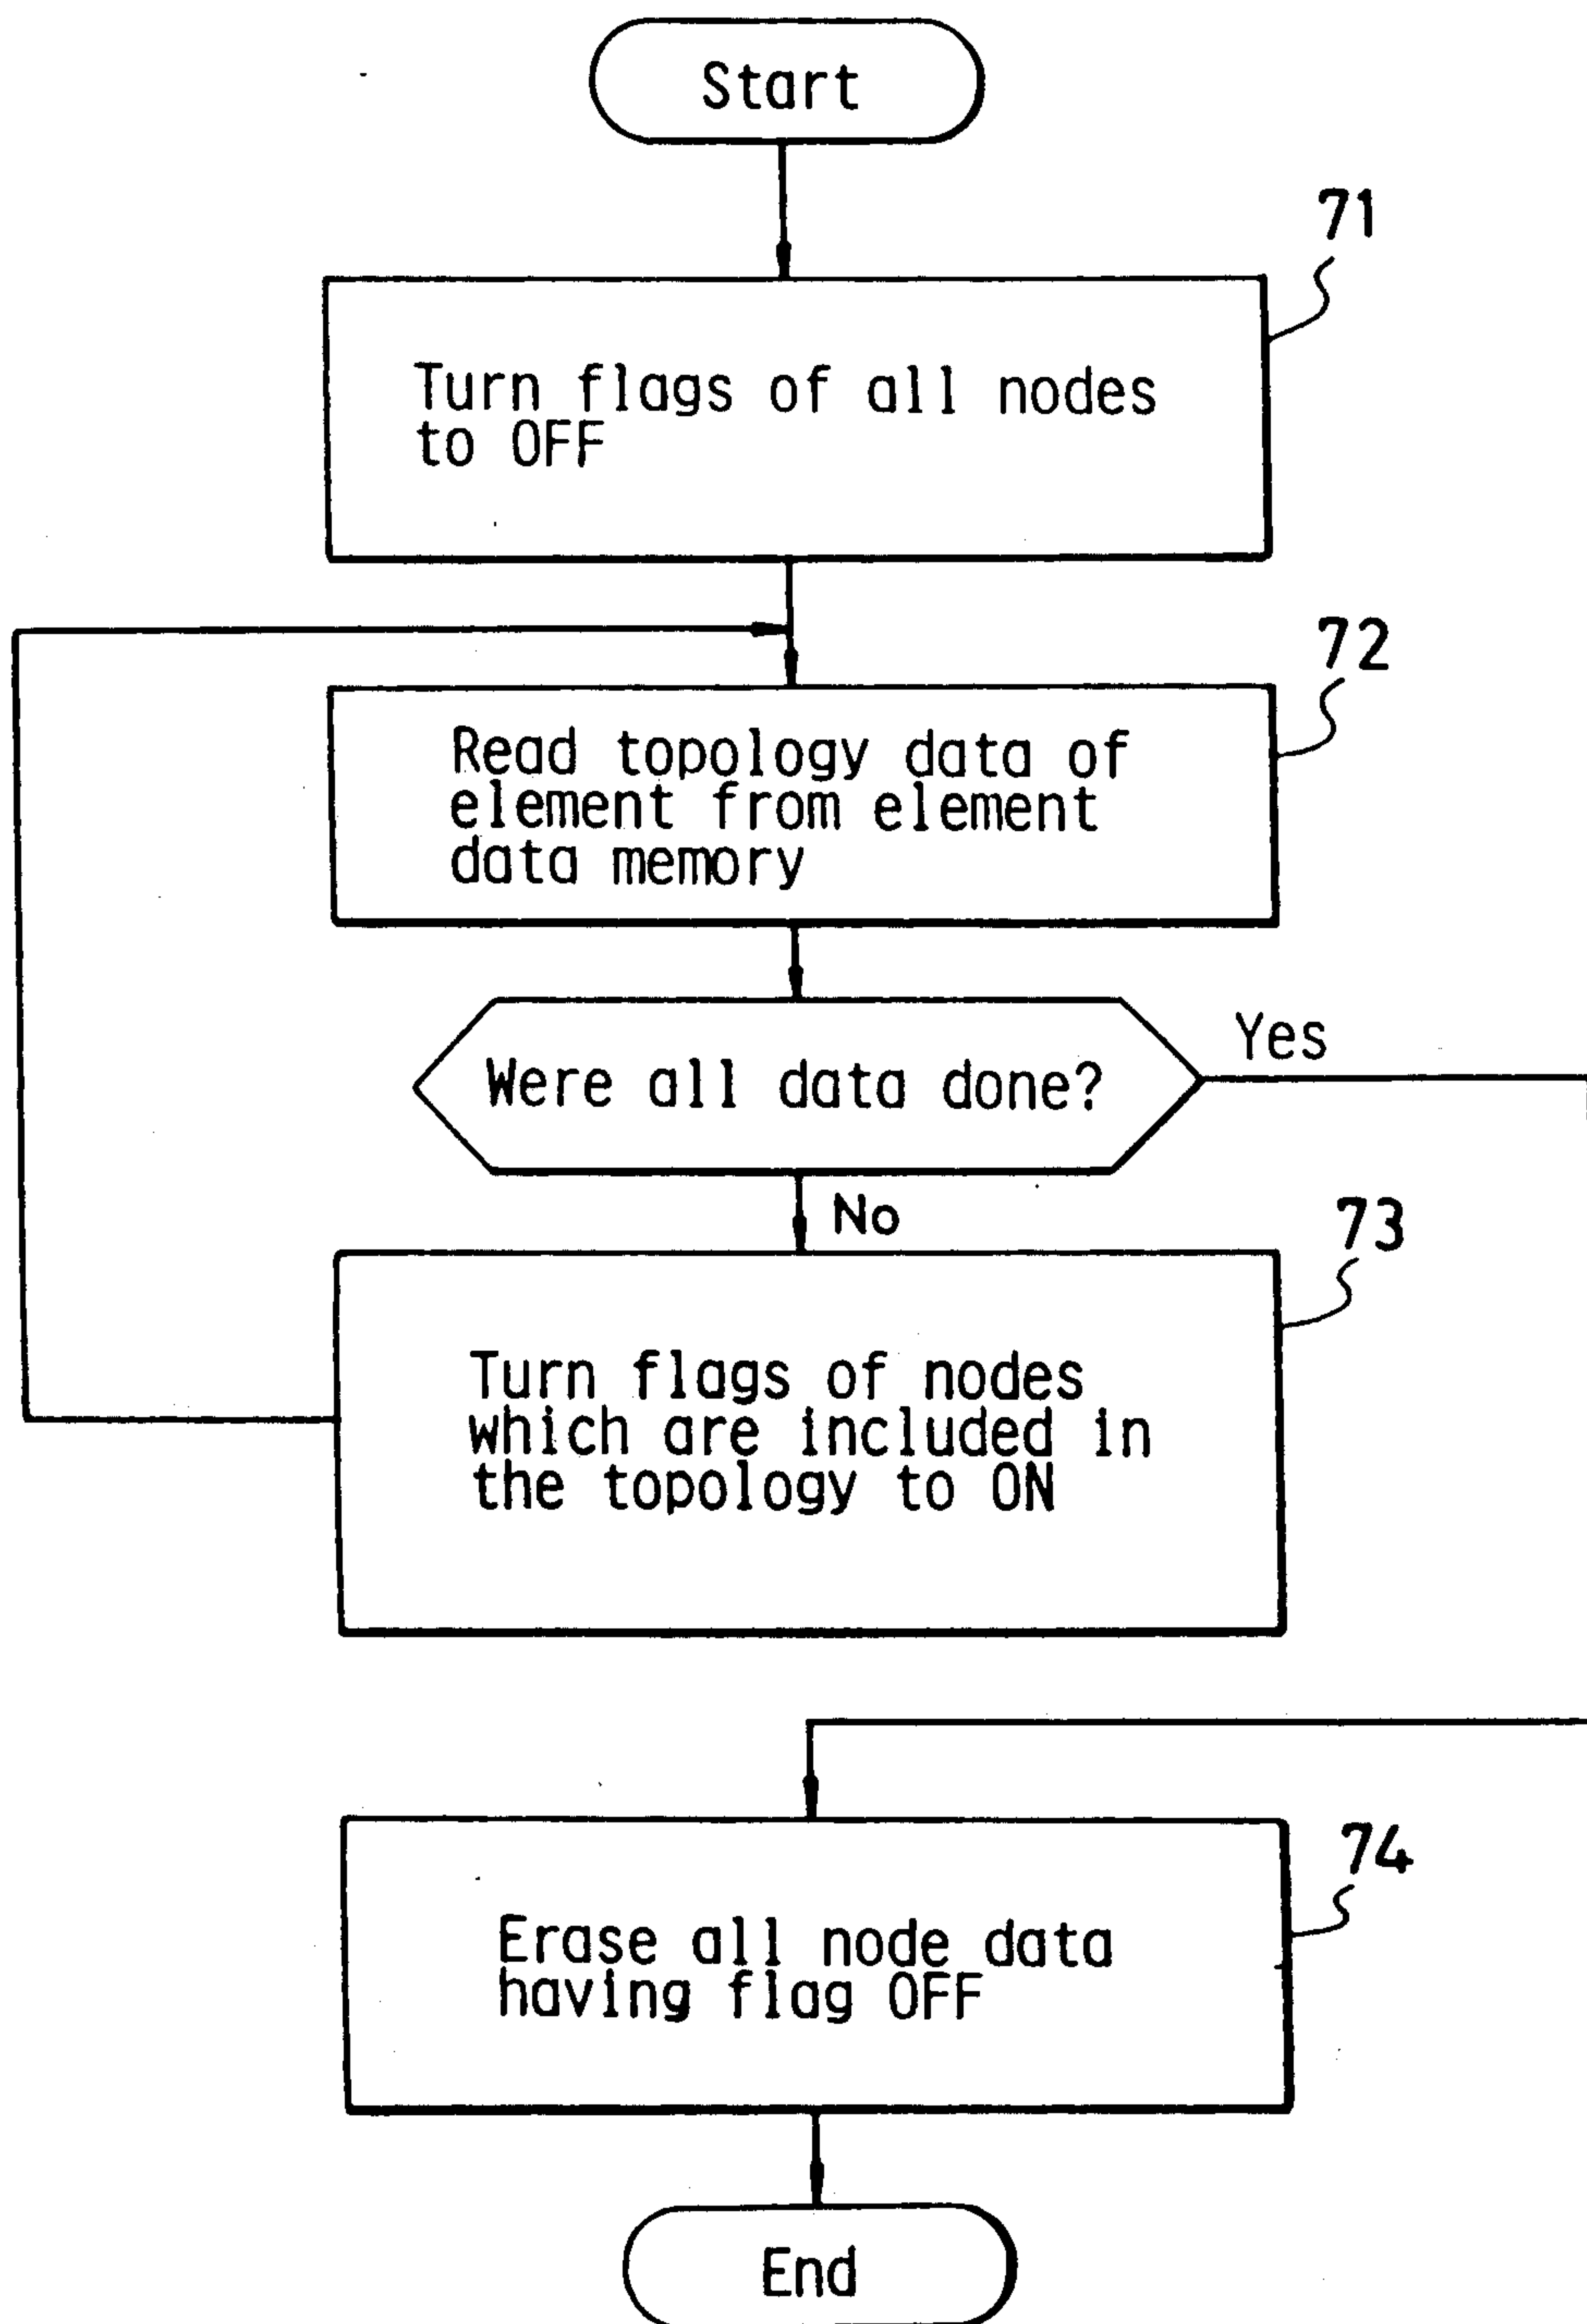 Start
71
Turn flags of all nodes
to OFF
72
Read topology data of
element from element
data memory
Were all data done?
Yes
No
73
Turn flags of nodes
which are included in
the topology to ON
74
Erase all node data
having flag OFF
End